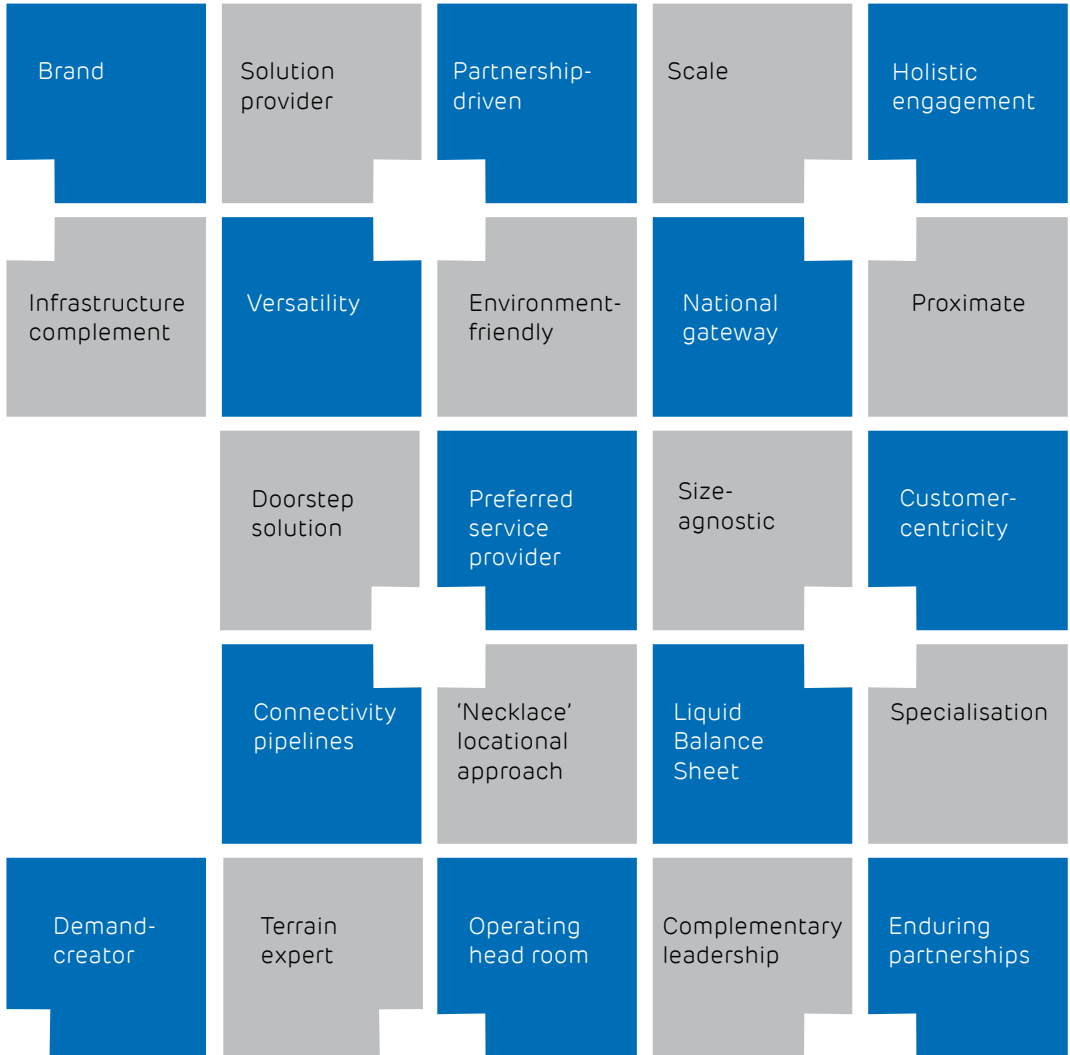 Brand
Solution
provider
Partnership-
driven
Scale
Holistic
engagement
Infrastructure
complement
Versatility
Environment-
friendly
National
gateway
Proximate
Doorstep
solution
Preferred
service
provider
Size-
agnostic
Customer-
centricity
Connectivity
pipelines
‘Necklace’
locational
approach
Liquid
Balance
Sheet
Specialisation
Demand-
creator
Terrain
expert
Operating
head room
Complementary
leadership
Enduring
partnerships